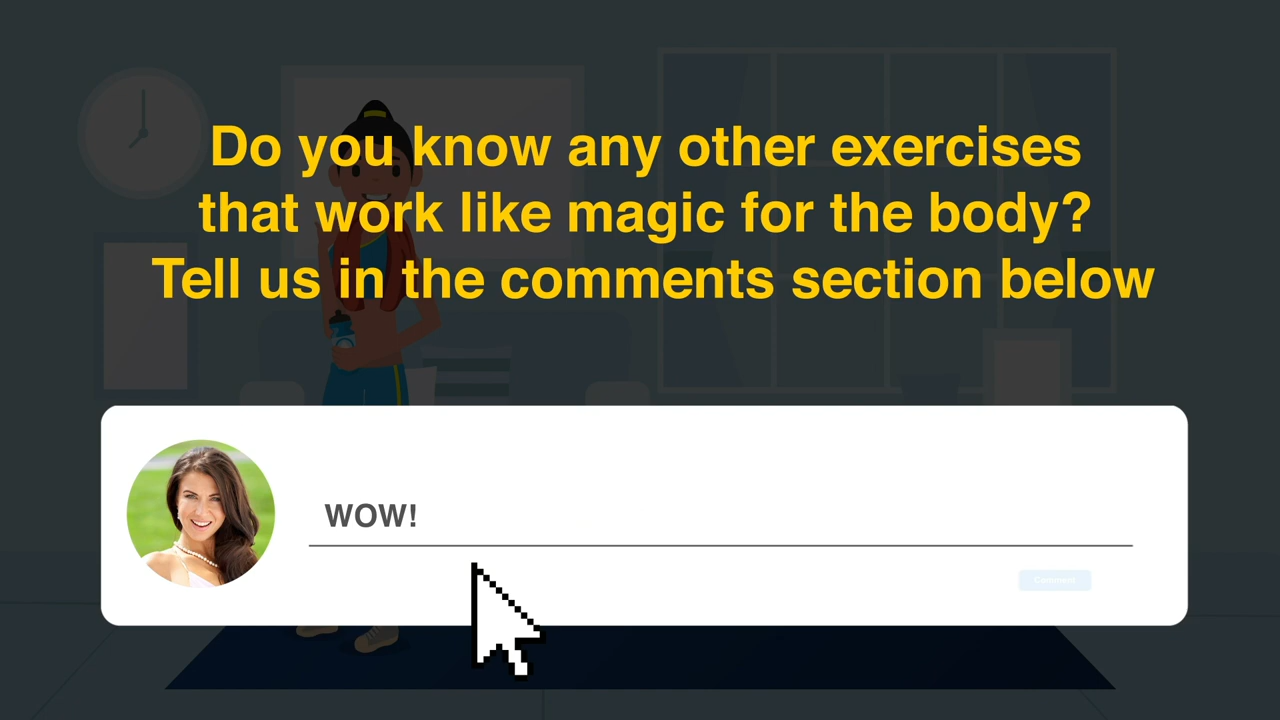 Do you know any other exercises
that work like magic for the body?
Tell us in the comments section below
WOW!
Comment